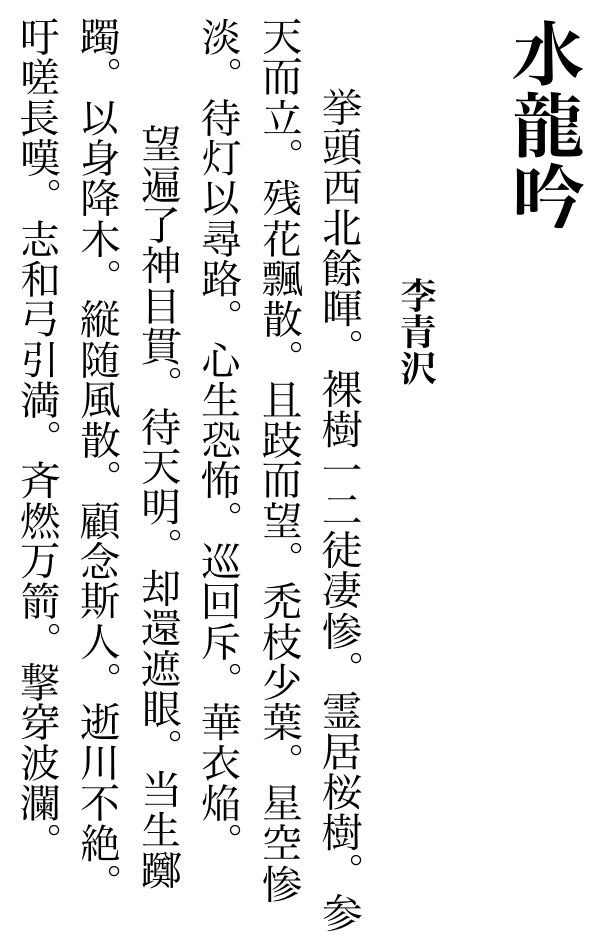 水龍吟
李青沢
挙頭西北餘暉。裸樹一二徒凄惨。霊居桜樹。参
天而立。残花飄散。且跂而望。禿枝少葉。星空惨
淡。待灯以尋路。心生恐怖。巡回斥。華衣焔。
望遍了神目貫。待天明。却還遮眼。当生躑
躅。以身降木。縦随風散。顧念斯人。逝川不絶。
吁嗟長嘆。志和弓引満。斉燃万箭。撃穿波瀾。